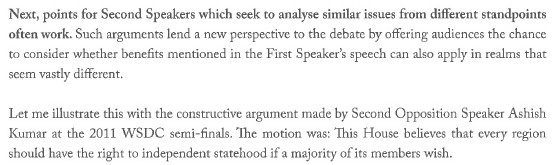 Next, points for Second Speakers which seek to analyse similar issues from different standpoints
often work. Such arguments lend a new perspective to the debate by offering audiences the chance
to consider whether benefits mentioned in the First Speaker's speech can also apply in realms that
seem vastly different.
Let me illustrate this with the constructive argument made by Second Opposition Speaker Ashish
Kumar at the 2011 WSDC semi-finals. The motion was: This House believes that every region
should have the right to independent statehood if a majority of its members wish.